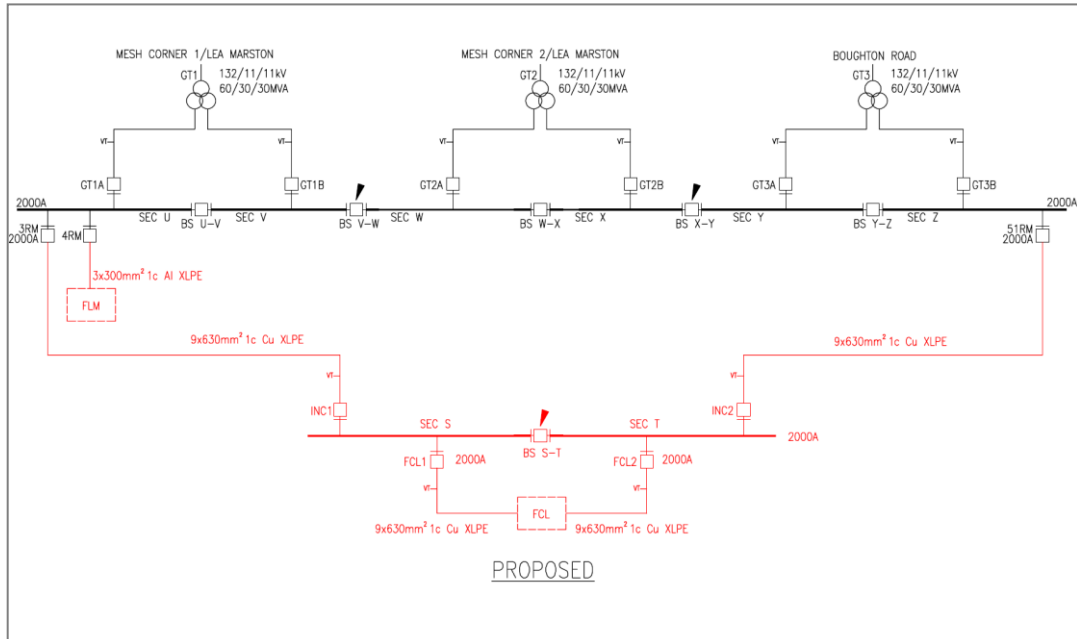 MESH CORNER 1/LEA MARSTON
MESH CORNER 2/LEA MARSTON
BOUGHTON ROAD
GT1
132/11/11kV
60/30/30MVA
GT2
132/11/11kV
60/30/30MVA
GT3
132/11/11kV
60/30/30MVA
VT
VT
VT
VT
VT
VT
GT1A
GT1B
GT2A
GT2B
GT3A
GT3B
2000A
SEC U
BS U-V
SEC V
BS V-W
SEC W
BS W-X
SEC X
BS X-Y
SEC Y
BS Y-Z
SEC Z
2000A
3RM
2000A
4RM
51RM
2000A
3x300mm² 1c Al XLPE
FLM
9x630mm² 1c Cu XLPE
9x630mm² 1c Cu XLPE
VT
VT
INC1
INC2
SEC S
SEC T
2000A
BS S-T
FCL1
2000A
FCL2
2000A
VT
VT
FCL
9x630mm² 1c Cu XLPE
9x630mm² 1c Cu XLPE
PROPOSED